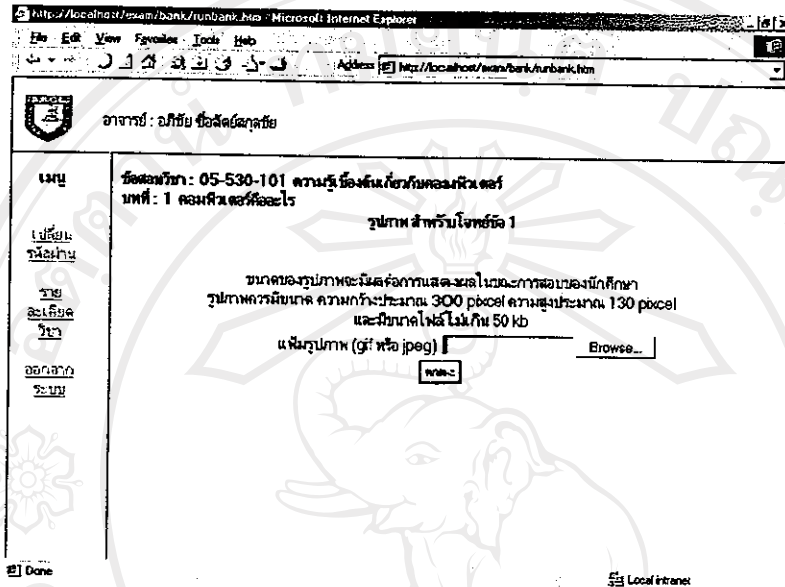 http://localhost/exam/bank/runbank.htm - Microsoft Internet Explorer
File Edit View Favorites Tools Help
Address http://localhost/exam/bank/runbank.htm
อาจารย์ : อภิชัย ซื่อสัตย์สกุลชัย
เมนู
เปลี่ยน
รหัสผ่าน
ราย
ละเอียด
วิชา
ออกจาก
ระบบ
ข้อสอบวิชา : 05-530-101 ความรู้เบื้องต้นเกี่ยวกับคอมพิวเตอร์
บทที่ : 1 คอมพิวเตอร์คืออะไร
รูปภาพ สำหรับโจทย์ข้อ 1
ขนาดของรูปภาพจะมีผลต่อการแสดงผลในขณะการสอบของนักศึกษา
รูปภาพควรมีขนาด ความกว้างประมาณ 300 pixcel ความสูงประมาณ 130 pixcel
และมีขนาดไฟล์ไม่เกิน 50 kb
แฟ้มรูปภาพ (gif หรือ jpeg) Browse...
ตกลง
Done
Local intranet